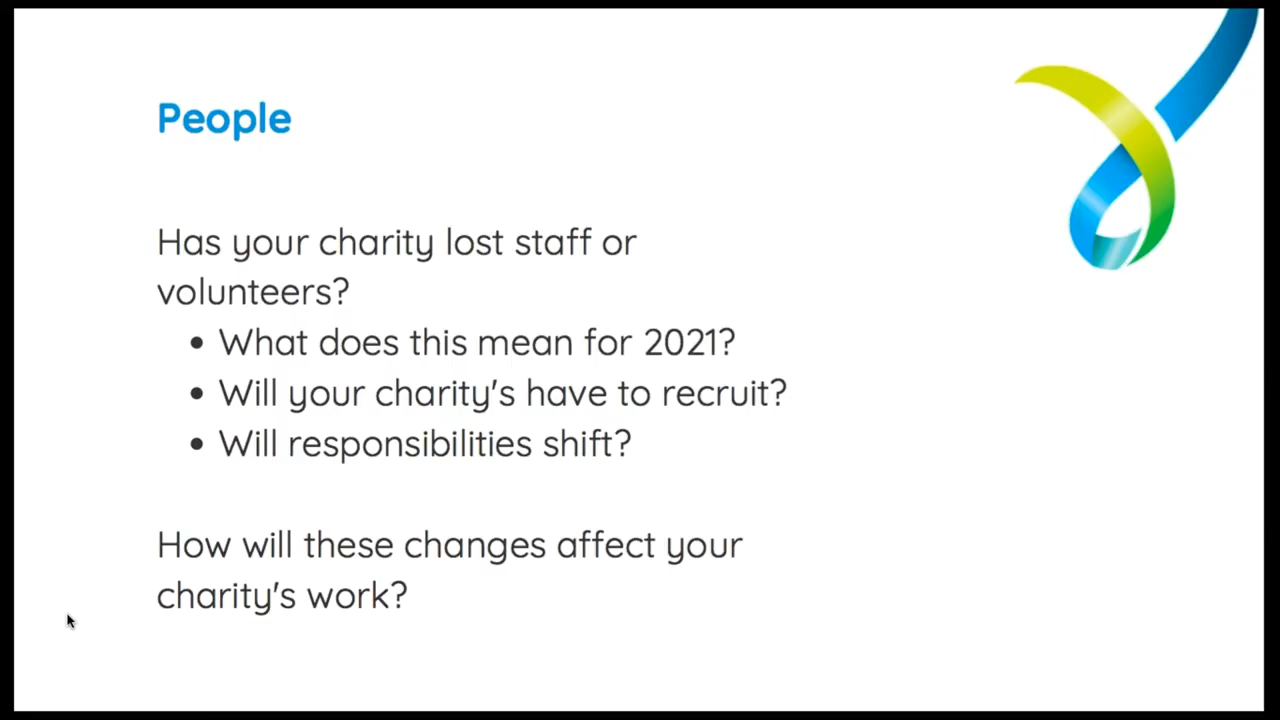 People
Has your charity lost staff or
volunteers?
• What does this mean for 2021?
• Will your charity's have to recruit?
• Will responsibilities shift?
How will these changes affect your
charity's work?